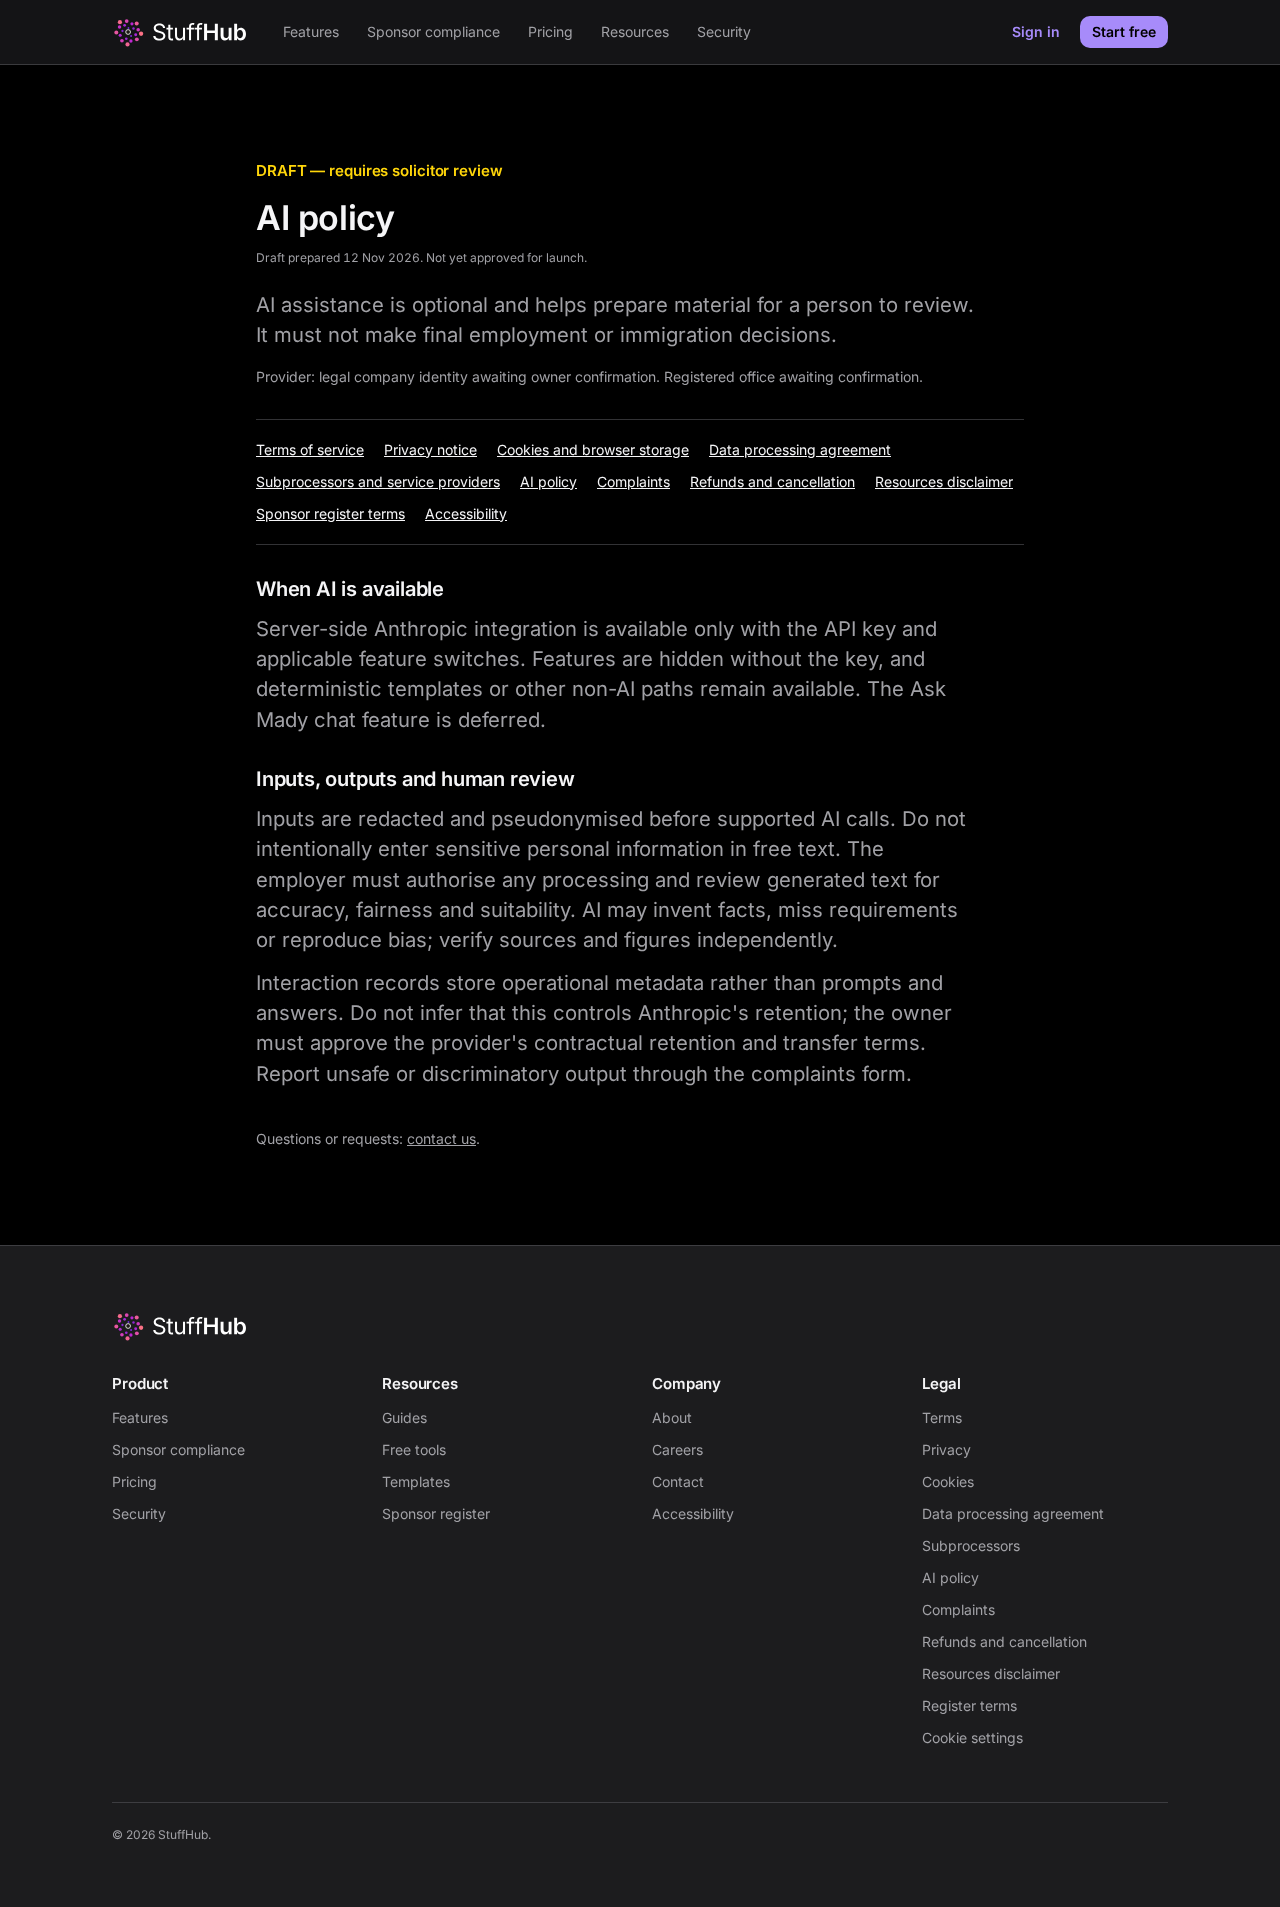 StuffHub
Features
Sponsor compliance
Pricing
Resources
Security
Sign in
Start free
DRAFT — requires solicitor review
AI policy
Draft prepared 12 Nov 2026. Not yet approved for launch.
AI assistance is optional and helps prepare material for a person to review.
It must not make final employment or immigration decisions.
Provider: legal company identity awaiting owner confirmation. Registered office awaiting confirmation.
Terms of service Privacy notice Cookies and browser storage Data processing agreement
Subprocessors and service providers AI policy Complaints Refunds and cancellation Resources disclaimer
Sponsor register terms Accessibility
When AI is available
Server-side Anthropic integration is available only with the API key and
applicable feature switches. Features are hidden without the key, and
deterministic templates or other non-AI paths remain available. The Ask
Mady chat feature is deferred.
Inputs, outputs and human review
Inputs are redacted and pseudonymised before supported AI calls. Do not
intentionally enter sensitive personal information in free text. The
employer must authorise any processing and review generated text for
accuracy, fairness and suitability. AI may invent facts, miss requirements
or reproduce bias; verify sources and figures independently.
Interaction records store operational metadata rather than prompts and
answers. Do not infer that this controls Anthropic's retention; the owner
must approve the provider's contractual retention and transfer terms.
Report unsafe or discriminatory output through the complaints form.
Questions or requests: contact us.
StuffHub
Product
Features
Sponsor compliance
Pricing
Security
Resources
Guides
Free tools
Templates
Sponsor register
Company
About
Careers
Contact
Accessibility
Legal
Terms
Privacy
Cookies
Data processing agreement
Subprocessors
AI policy
Complaints
Refunds and cancellation
Resources disclaimer
Register terms
Cookie settings
© 2026 StuffHub.